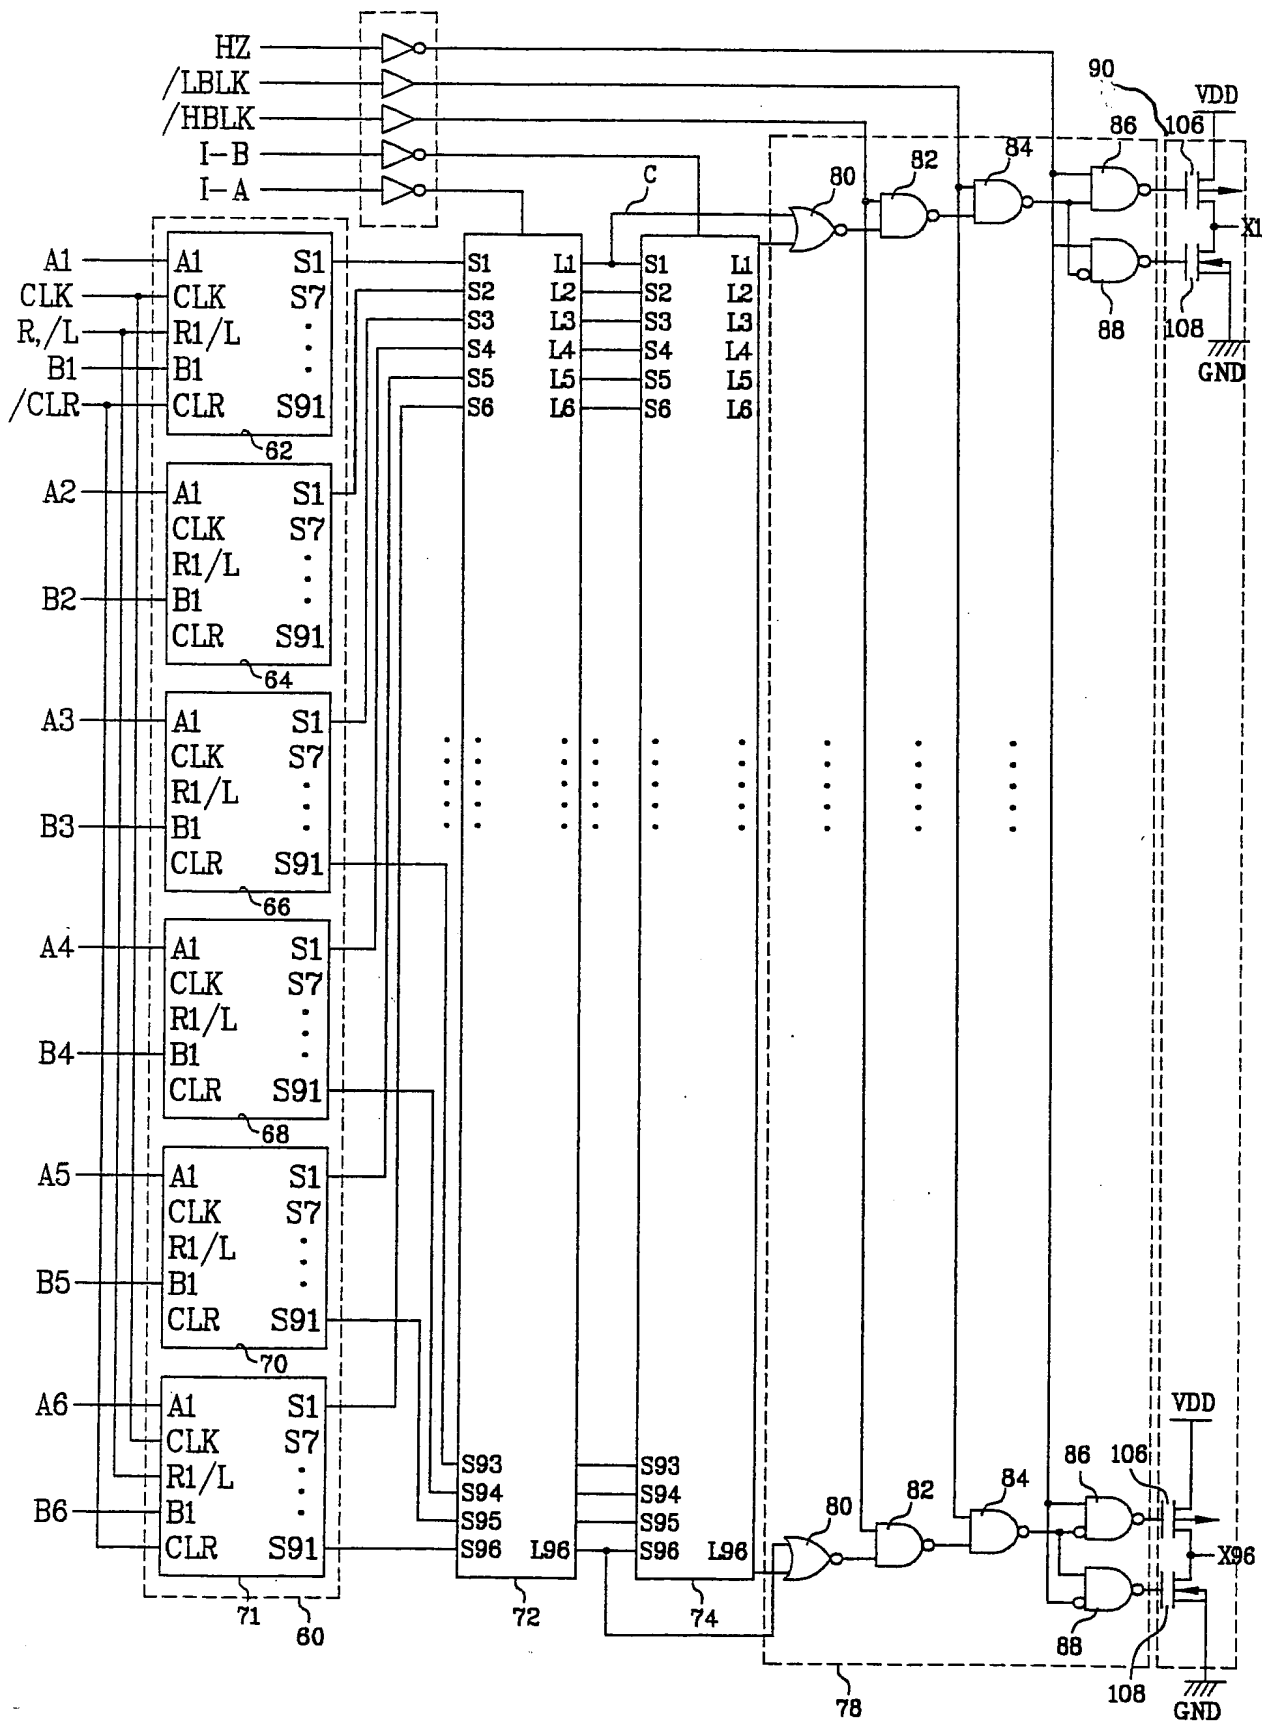 HZ
/LBLK
/HBLK
I-B
I-A
90
VDD
106
86
84
82
80
C
X1
88
108
GND
A1
CLK
R,/L
B1
/CLR
A1 S1
CLK S7
R1/L
B1
CLR S91
62
A2
B2
A1 S1
CLK S7
R1/L
B1
CLR S91
64
A3
B3
A1 S1
CLK S7
R1/L
B1
CLR S91
66
A4
B4
A1 S1
CLK S7
R1/L
B1
CLR S91
68
A5
B5
A1 S1
CLK S7
R1/L
B1
CLR S91
70
A6
B6
A1 S1
CLK S7
R1/L
B1
CLR S91
71
60
S1 L1
S2 L2
S3 L3
S4 L4
S5 L5
S6 L6
S93
S94
S95
S96 L96
72
S1 L1
S2 L2
S3 L3
S4 L4
S5 L5
S6 L6
S93
S94
S95
S96 L96
74
80
82
84
86
106
VDD
X96
88
108
GND
78